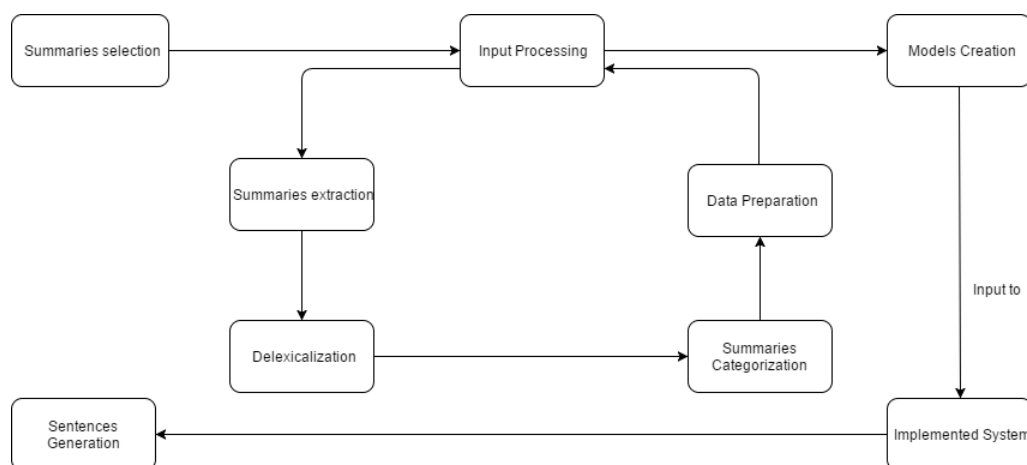 Summaries selection
Input Processing
Models Creation
Summaries extraction
Data Preparation
Input to
Delexicalization
Summaries
Categorization
Sentences
Generation
Implemented System